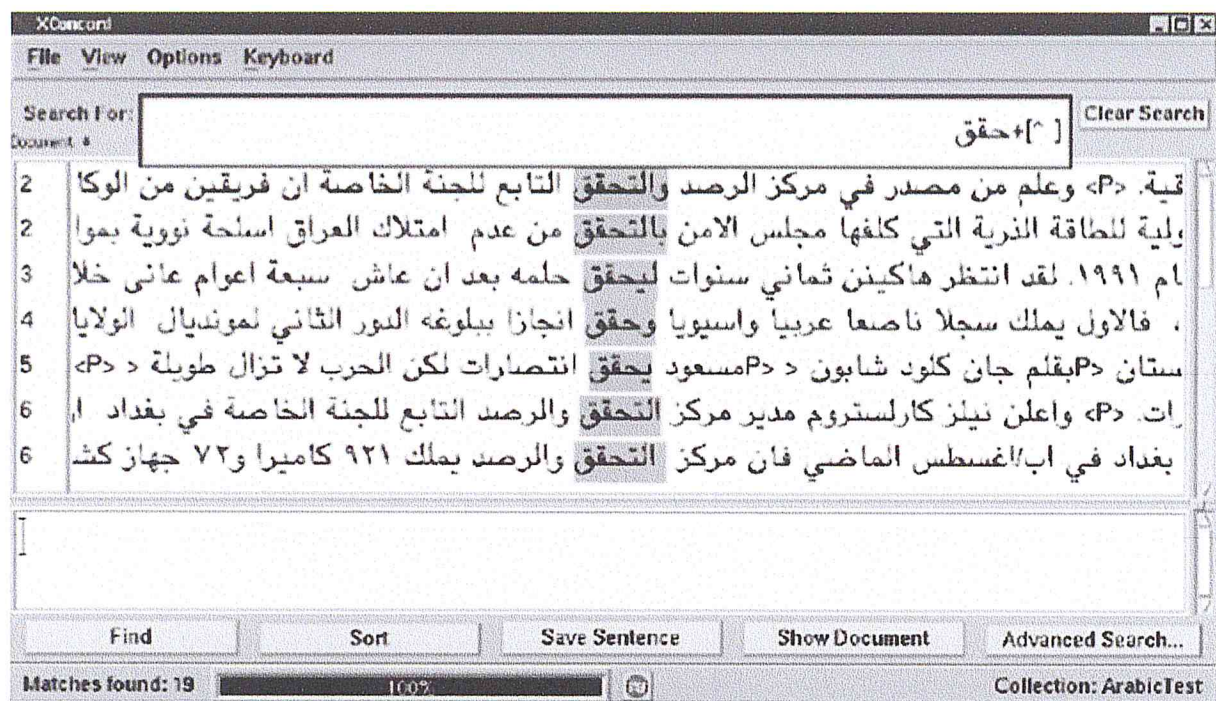 XConcord
File View Options Keyboard
Search For:
[^ ]+حقق
Clear Search
Document #
2 قية. <P> وعلم من مصدر في مركز الرصد والتحقق التابع للجنة الخاصة ان فريقين من الوكا
2 ولية للطاقة الذرية التي كلفها مجلس الامن بالتحقق من عدم امتلاك العراق اسلحة نووية بموا
3 ام ١٩٩١. لقد انتظر هاكينن ثماني سنوات ليحقق حلمه بعد ان عاش سبعة اعوام عانى خلا
4 ، فالاول يملك سجلا ناصعا عربيا واسيويا وحقق انجازا ببلوغه الدور الثاني لمونديال الولايا
5 ستان <Pبقلم جان كلود شابون < <Pمسعود يحقق انتصارات لكن الحرب لا تزال طويلة < <P>
6 رات. <P> واعلن نيلز كارلستروم مدير مركز التحقق والرصد التابع للجنة الخاصة في بغداد ا
6 بغداد في اب/اغسطس الماضي فان مركز التحقق والرصد يملك ٩٢١ كاميرا و٧٢ جهاز كشـ
Find Sort Save Sentence Show Document Advanced Search...
Matches found: 19 100% Collection: ArabicTest